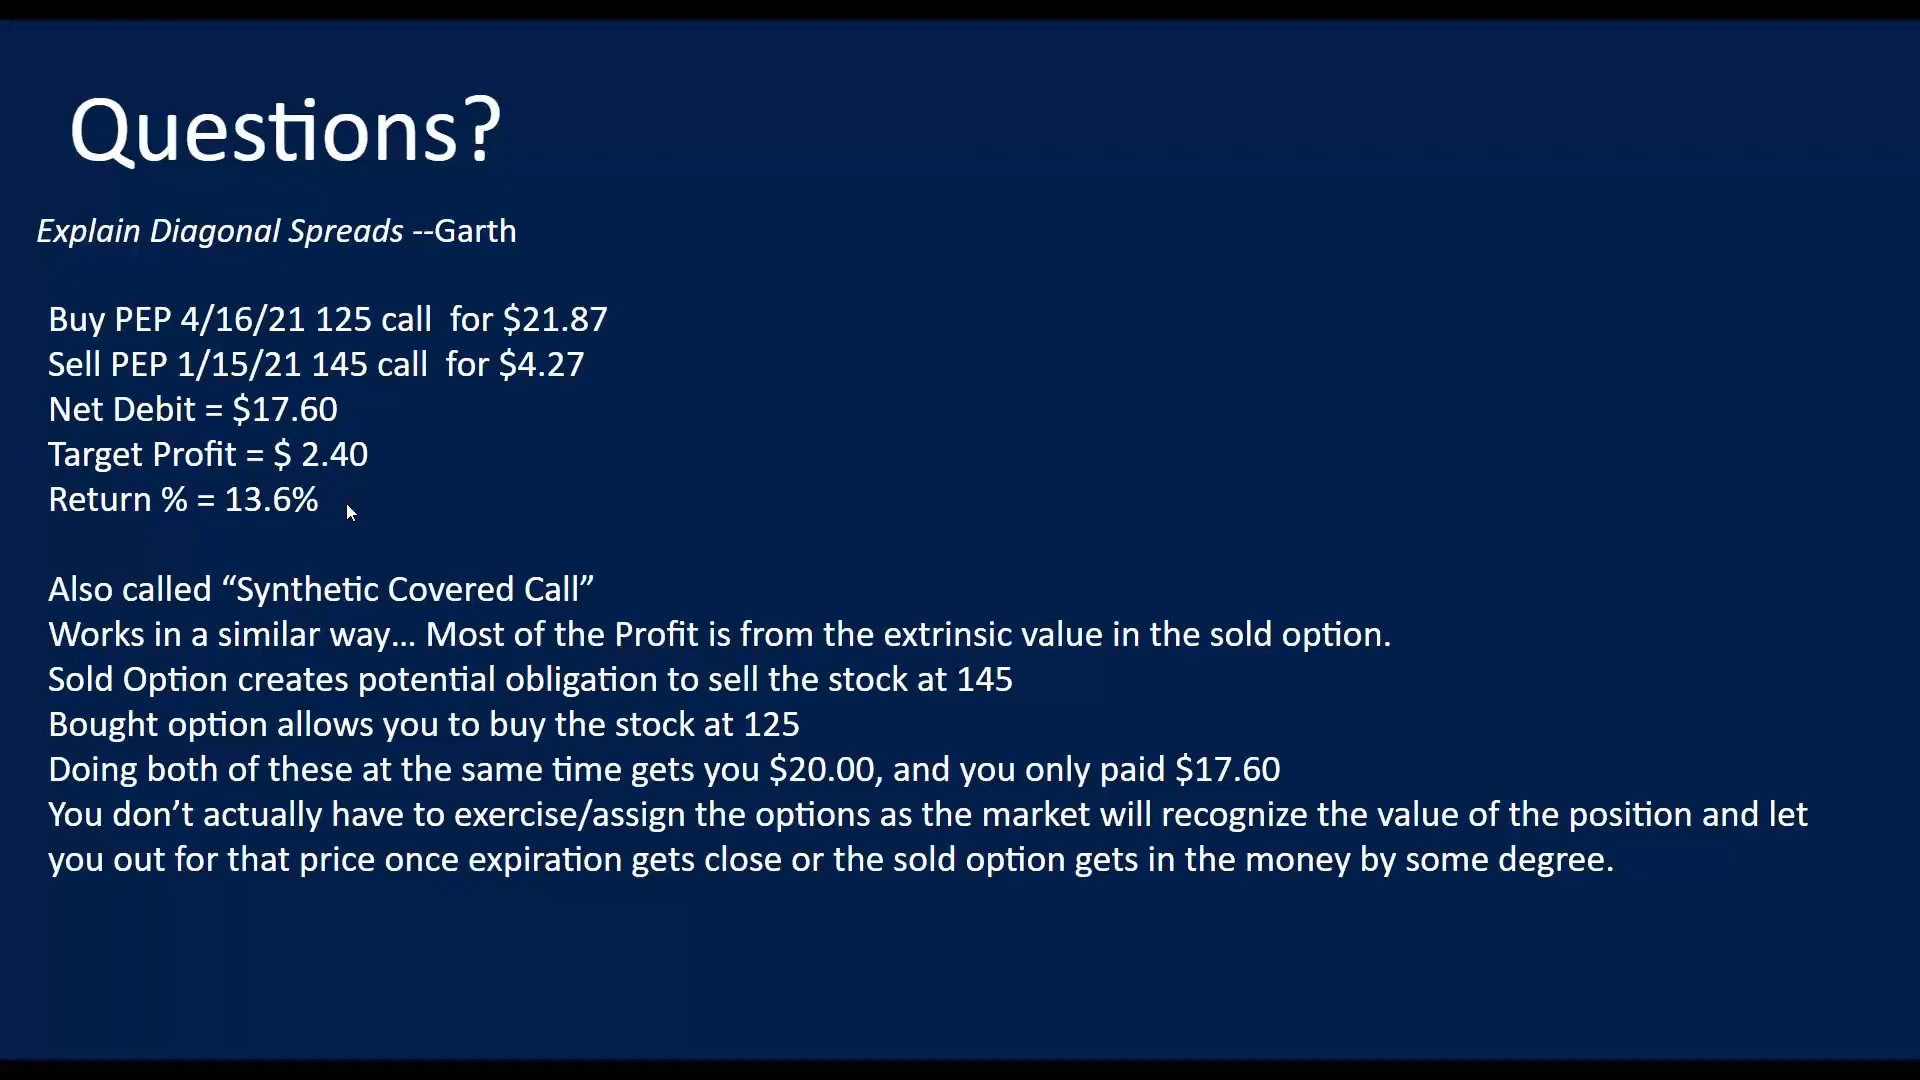 Questions?
Explain Diagonal Spreads --Garth
Buy PEP 4/16/21 125 call  for $21.87
Sell PEP 1/15/21 145 call  for $4.27
Net Debit = $17.60
Target Profit = $ 2.40
Return % = 13.6%
Also called “Synthetic Covered Call”
Works in a similar way… Most of the Profit is from the extrinsic value in the sold option.
Sold Option creates potential obligation to sell the stock at 145
Bought option allows you to buy the stock at 125
Doing both of these at the same time gets you $20.00, and you only paid $17.60
You don’t actually have to exercise/assign the options as the market will recognize the value of the position and let
you out for that price once expiration gets close or the sold option gets in the money by some degree.